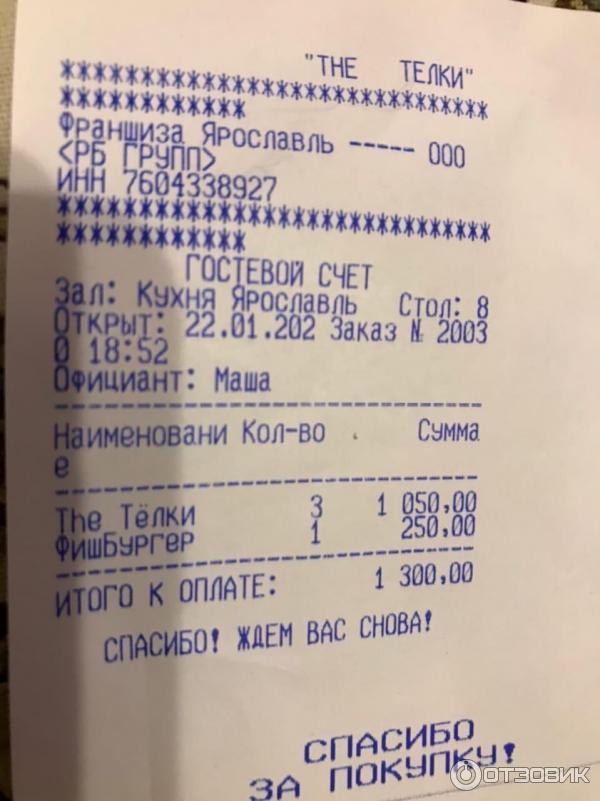 "THE ТЕЛКИ"
******************************
************
Франшиза Ярославль ----- ООО
<РБ ГРУПП>
ИНН 7604338927
******************************
************
ГОСТЕВОЙ СЧЕТ
Зал: Кухня Ярославль Стол: 8
Открыт: 22.01.202 Заказ № 2003
0 18:52
Официант: Маша
------------------------------
Наименовани Кол-во Сумма
е
------------------------------
The Тёлки 3 1 050,00
ФишБургер 1 250,00
------------------------------
ИТОГО К ОПЛАТЕ: 1 300,00
СПАСИБО! ЖДЕМ ВАС СНОВА!
СПАСИБО
ЗА ПОКУПКУ!
ОТЗОВИК